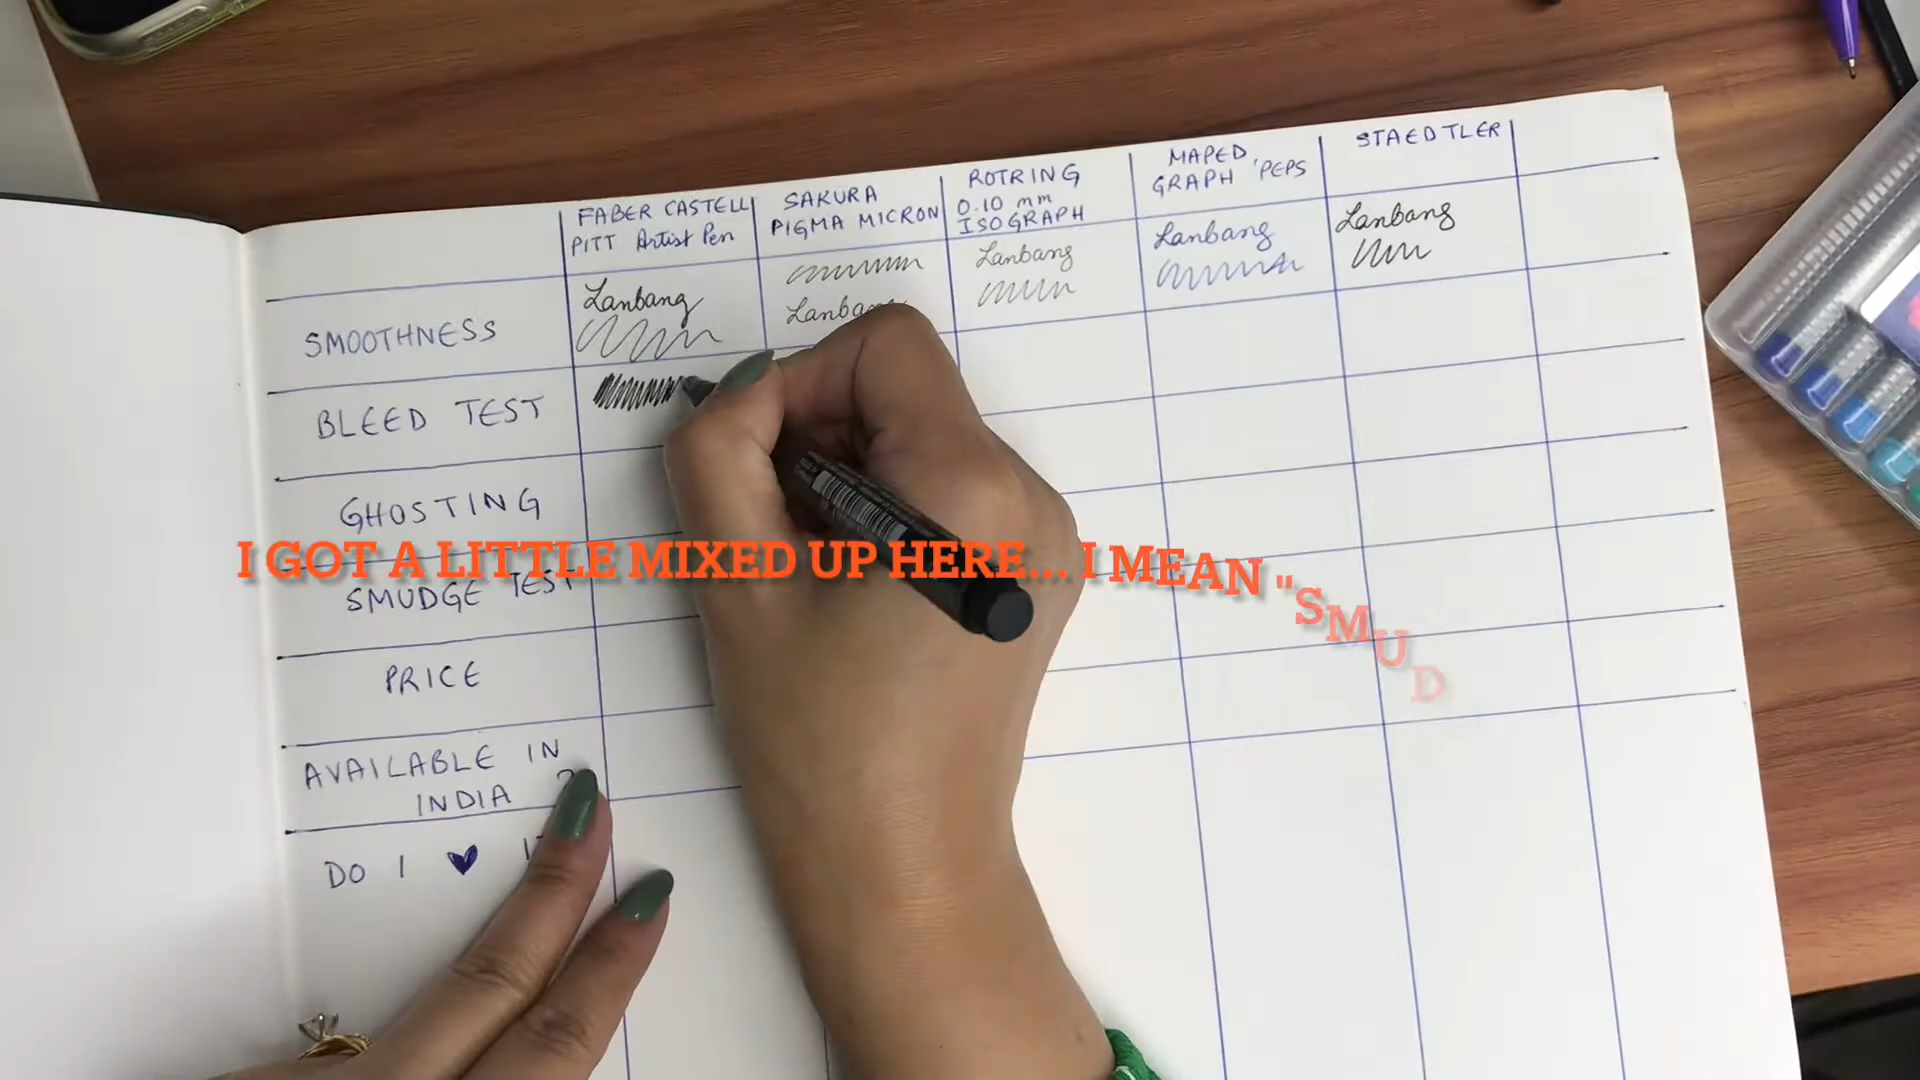 FABER CASTELL
PITT Artist Pen
SAKURA
PIGMA MICRON
ROTRING
0.10 mm
ISOGRAPH
MAPED
GRAPH 'PEPS
STAEDTLER
SMOOTHNESS
Lanbang
Lanbang
Lanbang
Lanbang
BLEED TEST
GHOSTING
I GOT A LITTLE MIXED UP HERE... I MEAN "SMUD
SMUDGE TEST
PRICE
AVAILABLE IN
INDIA ?
DO I ♥